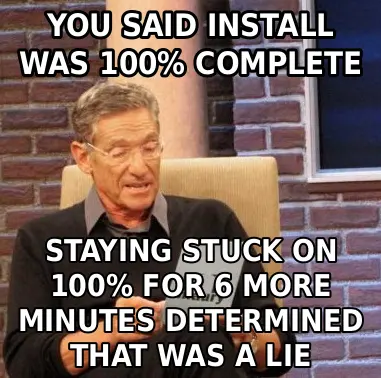 YOU SAID INSTALL
WAS 100% COMPLETE
STAYING STUCK ON
100% FOR 6 MORE
MINUTES DETERMINED
THAT WAS A LIE